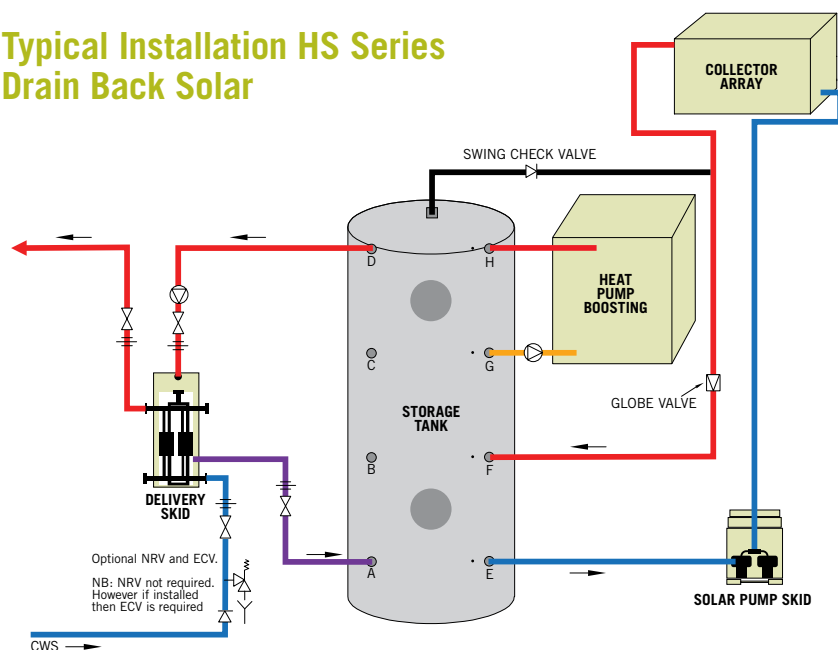 Typical Installation HS Series
Drain Back Solar
COLLECTOR
ARRAY
SWING CHECK VALVE
D
H
HEAT
PUMP
BOOSTING
C
G
GLOBE VALVE
STORAGE
TANK
B
F
DELIVERY
SKID
Optional NRV and ECV.
NB: NRV not required.
However if installed
then ECV is required
A
E
SOLAR PUMP SKID
CWS